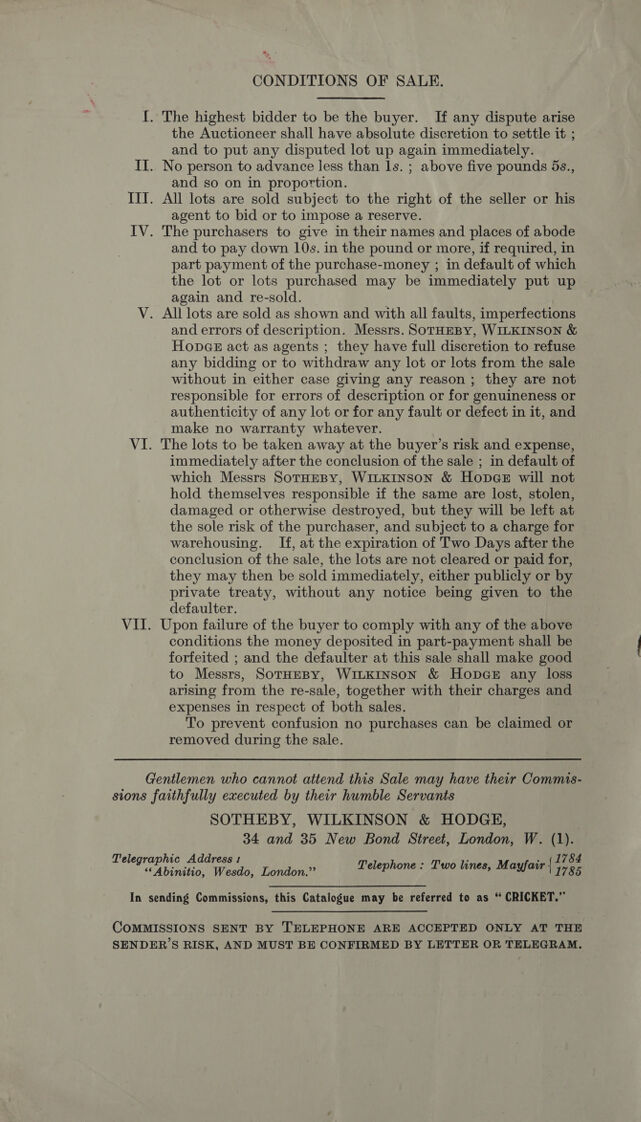 CONDITIONS OF SALE.
I. The highest bidder to be the buyer. If any dispute arise
the Auctioneer shall have absolute discretion to settle it ;
and to put any disputed lot up again immediately.
II. No person to advance less than 1s. ; above five pounds 5s.,
and so on in proportion.
III. All lots are sold subject to the right of the seller or his
agent to bid or to impose a reserve.
IV. The purchasers to give in their names and places of abode
and to pay down 10s. in the pound or more, if required, in
part payment of the purchase-money ; in default of which
the lot or lots purchased may be immediately put up
again and re-sold.
V. All lots are sold as shown and with all faults, imperfections
and errors of description. Messrs. SOTHEBY, WILKINSON &
HODGE act as agents ; they have full discretion to refuse
any bidding or to withdraw any lot or lots from the sale
without in either case giving any reason ; they are not
responsible for errors of description or for genuineness or
authenticity of any lot or for any fault or defect in it, and
make no warranty whatever.
VI. The lots to be taken away at the buyer's risk and expense,
immediately after the conclusion of the sale ; in default of
which Messrs SOTHEBY, WILKINSON & HODGE will not
hold themselves responsible if the same are lost, stolen,
damaged or otherwise destroyed, but they will be left at
the sole risk of the purchaser, and subject to a charge for
warehousing. If, at the expiration of Two Days after the
conclusion of the sale, the lots are not cleared or paid for,
they may then be sold immediately, either publicly or by
private treaty, without any notice being given to the
defaulter.
VII. Upon failure of the buyer to comply with any of the above
conditions the money deposited in part-payment shall be
forfeited ; and the defaulter at this sale shall make good
to Messrs, SOTHEBY, WILKINSON & HODGE any loss
arising from the re-sale, together with their charges and
expenses in respect of both sales.
To prevent confusion no purchases can be claimed or
removed during the sale.
Gentlemen who cannot attend this Sale may have their Commis-
sions faithfully executed by their humble Servants
SOTHEBY, WILKINSON & HODGE,
34 and 35 New Bond Street, London, W. (1).
Telegraphic Address :
"Abinitio, Wesdo, London."
Telephone : Two lines, Mayfair { 1784
1785
In sending Commissions, this Catalogue may be referred to as "CRICKET."
COMMISSIONS SENT BY TELEPHONE ARE ACCEPTED ONLY AT THE
SENDER'S RISK, AND MUST BE CONFIRMED BY LETTER OR TELEGRAM.